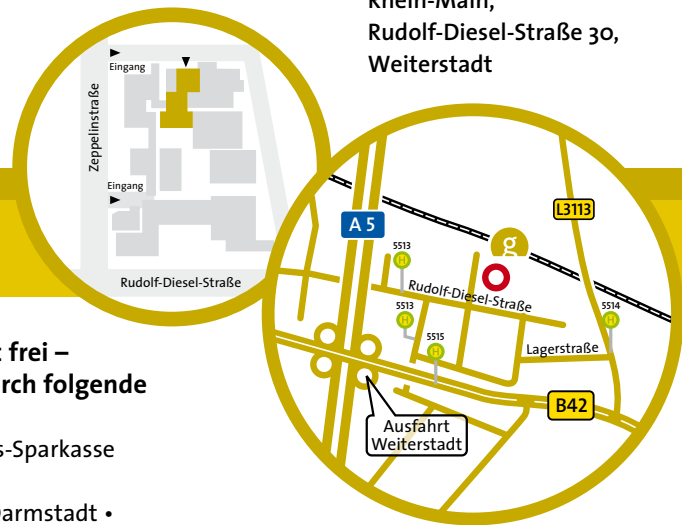 Rhein-Main,
Rudolf-Diesel-Straße 30,
Weiterstadt
Eingang
Zeppelinstraße
Eingang
Rudolf-Diesel-Straße
A 5
L3113
g
5513
H
Rudolf-Diesel-Straße
5513
H
5514
H
5515
H
Lagerstraße
B42
Ausfahrt
Weiterstadt
frei –
rch folgende
s-Sparkasse
armstadt •